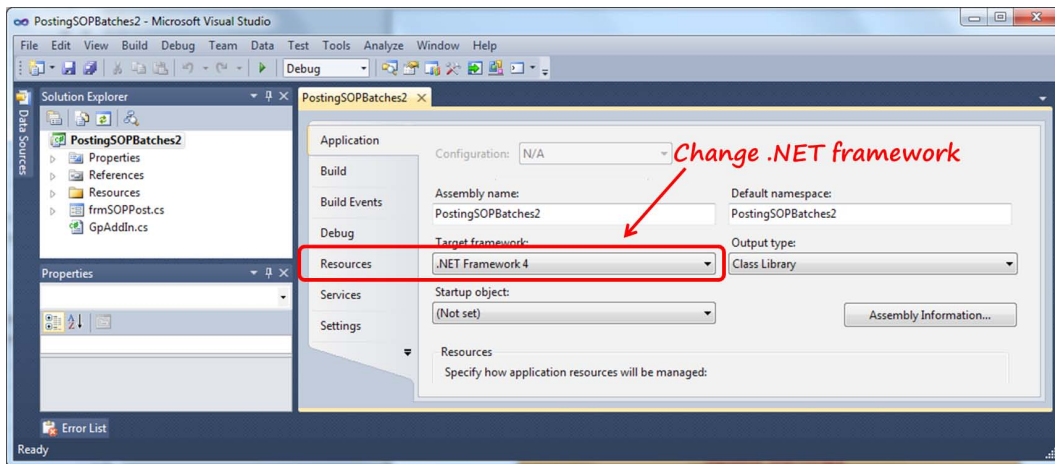 PostingSOPBatches2 - Microsoft Visual Studio
File Edit View Build Debug Team Data Test Tools Analyze Window Help
Debug
Data Sources
Solution Explorer
PostingSOPBatches2
Properties
References
Resources
frmSOPPost.cs
GpAddIn.cs
Properties
PostingSOPBatches2
Application
Build
Build Events
Debug
Resources
Services
Settings
Configuration: N/A
Change .NET framework
Assembly name:
PostingSOPBatches2
Default namespace:
PostingSOPBatches2
Target framework:
.NET Framework 4
Output type:
Class Library
Startup object:
(Not set)
Assembly Information...
Resources
Specify how application resources will be managed:
Error List
Ready